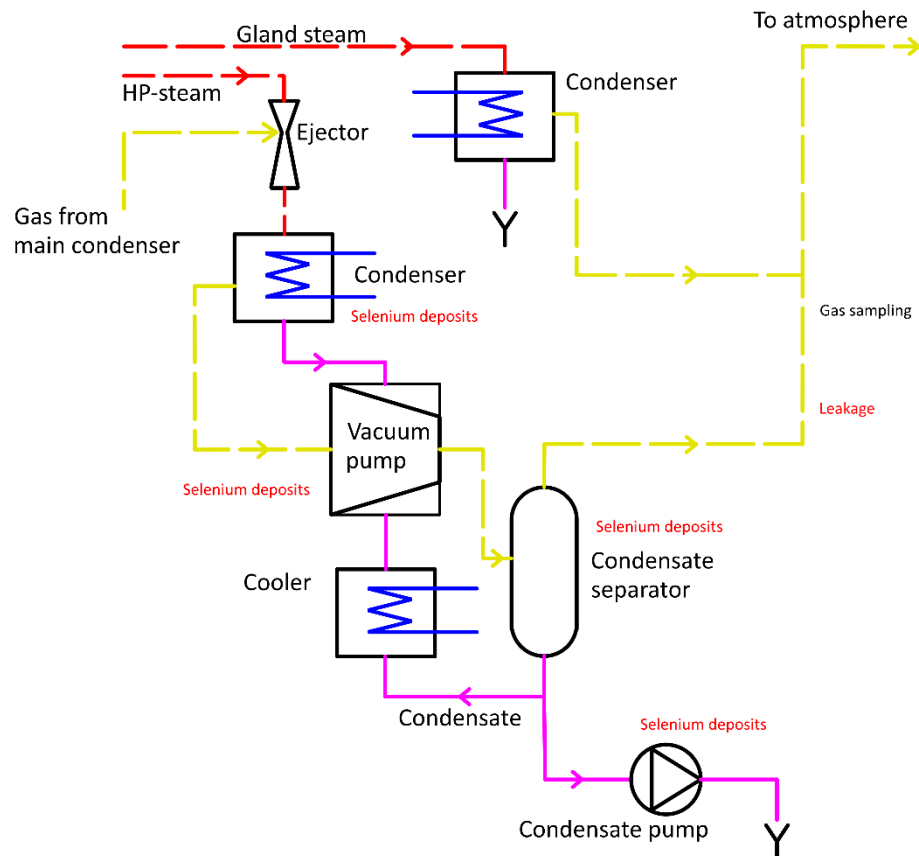 To atmosphere
Gland steam
Condenser
HP-steam
Ejector
Gas from
main condenser
Condenser
Selenium deposits
Gas sampling
Leakage
Vacuum
pump
Selenium deposits
Selenium deposits
Condensate
separator
Cooler
Condensate
Selenium deposits
Condensate pump